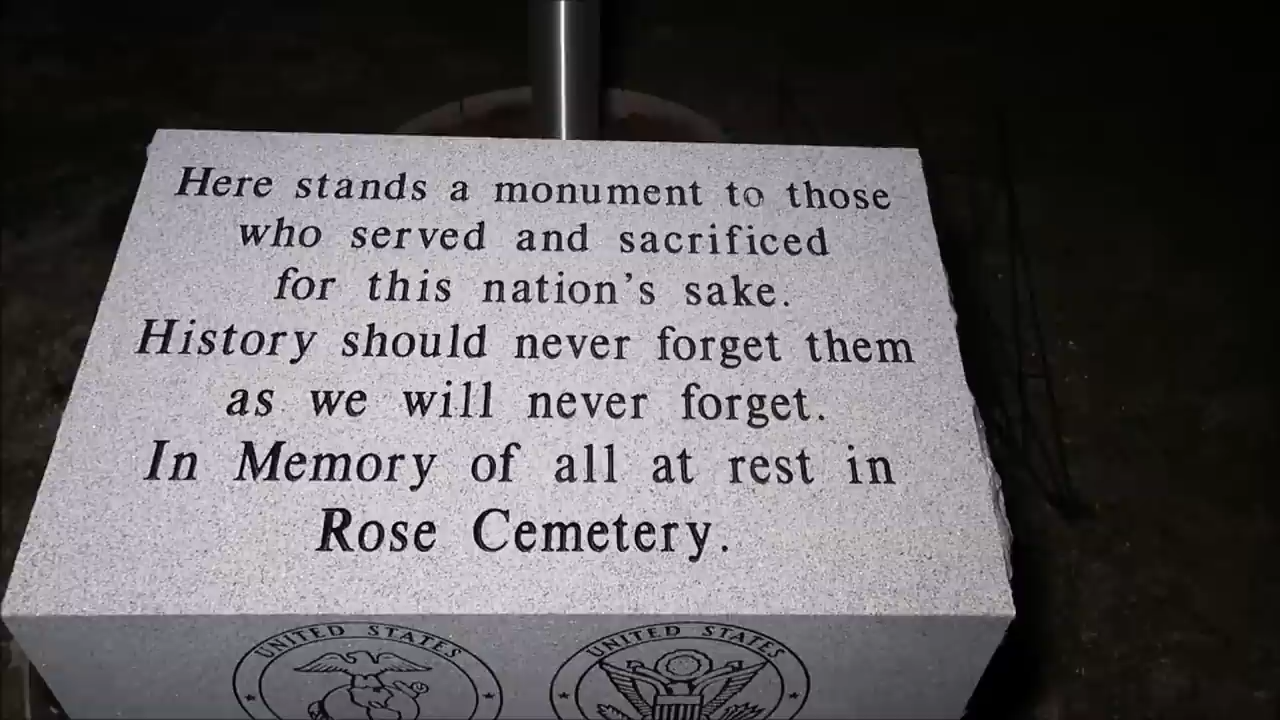 Here stands a monument to those
who served and sacrificed
for this nation's sake.
History should never forget them
as we will never forget.
In Memory of all at rest in
Rose Cemetery.
UNITED STATES
UNITED STATES